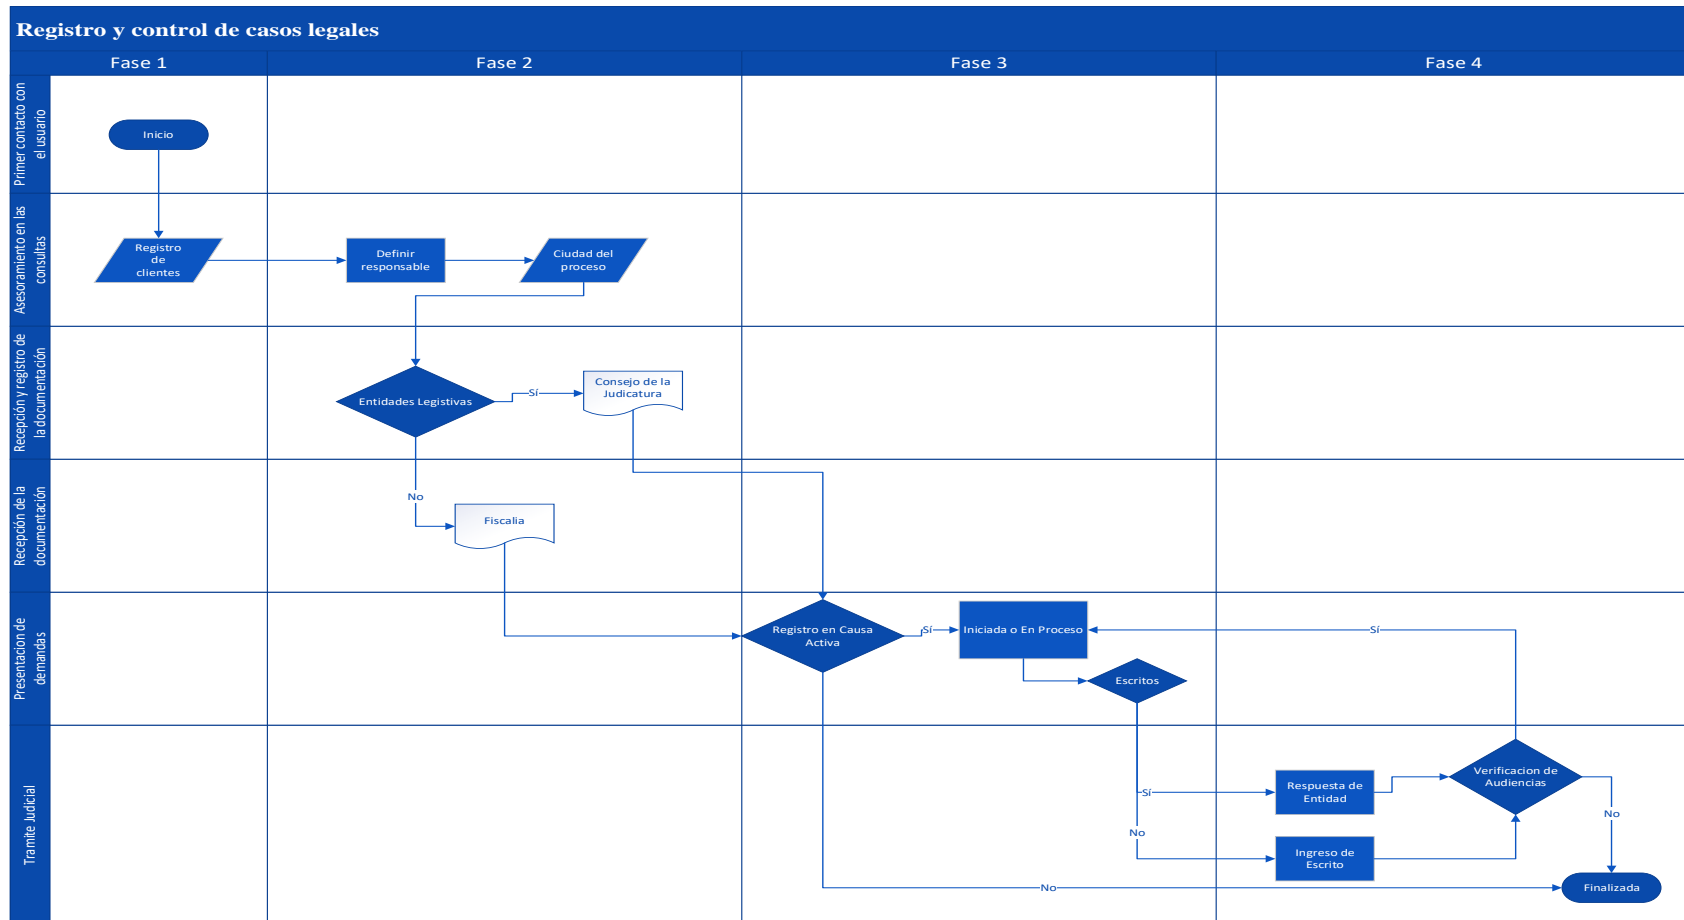 Registro y control de casos legales
Fase 1
Fase 2
Fase 3
Fase 4
Primer contacto con
el usuario
Inicio
Asesoramiento en las
consultas
Registro
de
clientes
Definir
responsable
Ciudad del
proceso
Recepción y registro de
la documentación
Entidades Legistivas
Sí
Consejo de la
Judicatura
Recepción de la
documentación
No
Fiscalia
Presentacion de
demandas
Registro en Causa
Activa
Sí
Iniciada o En Proceso
Sí
Escritos
Tramite Judicial
Sí
Respuesta de
Entidad
Verificacion de
Audiencias
No
No
Ingreso de
Escrito
No
Finalizada